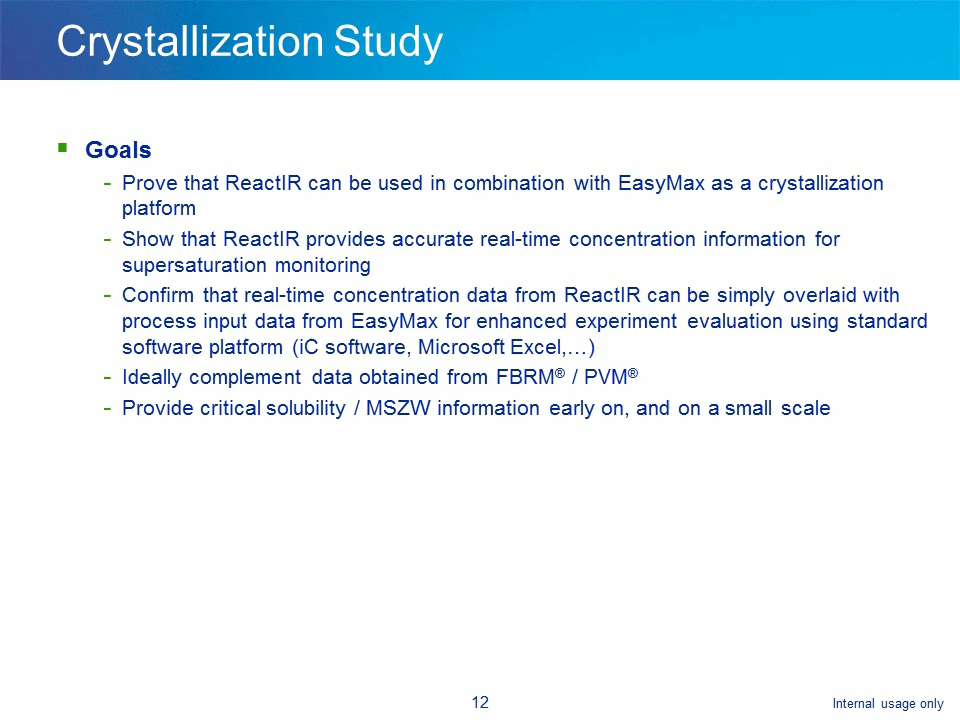 Crystallization Study
▪ Goals
- Prove that ReactIR can be used in combination with EasyMax as a crystallization
platform
- Show that ReactIR provides accurate real-time concentration information for
supersaturation monitoring
- Confirm that real-time concentration data from ReactIR can be simply overlaid with
process input data from EasyMax for enhanced experiment evaluation using standard
software platform (iC software, Microsoft Excel,…)
- Ideally complement data obtained from FBRM® / PVM®
- Provide critical solubility / MSZW information early on, and on a small scale
12
Internal usage only